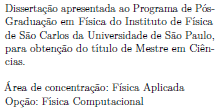 Dissertação apresentada ao Programa de Pós-
Graduação em Física do Instituto de Física
de São Carlos da Universidade de São Paulo,
para obtenção do título de Mestre em Ciên-
cias.
Área de concentração: Física Aplicada
Opção: Física Computacional